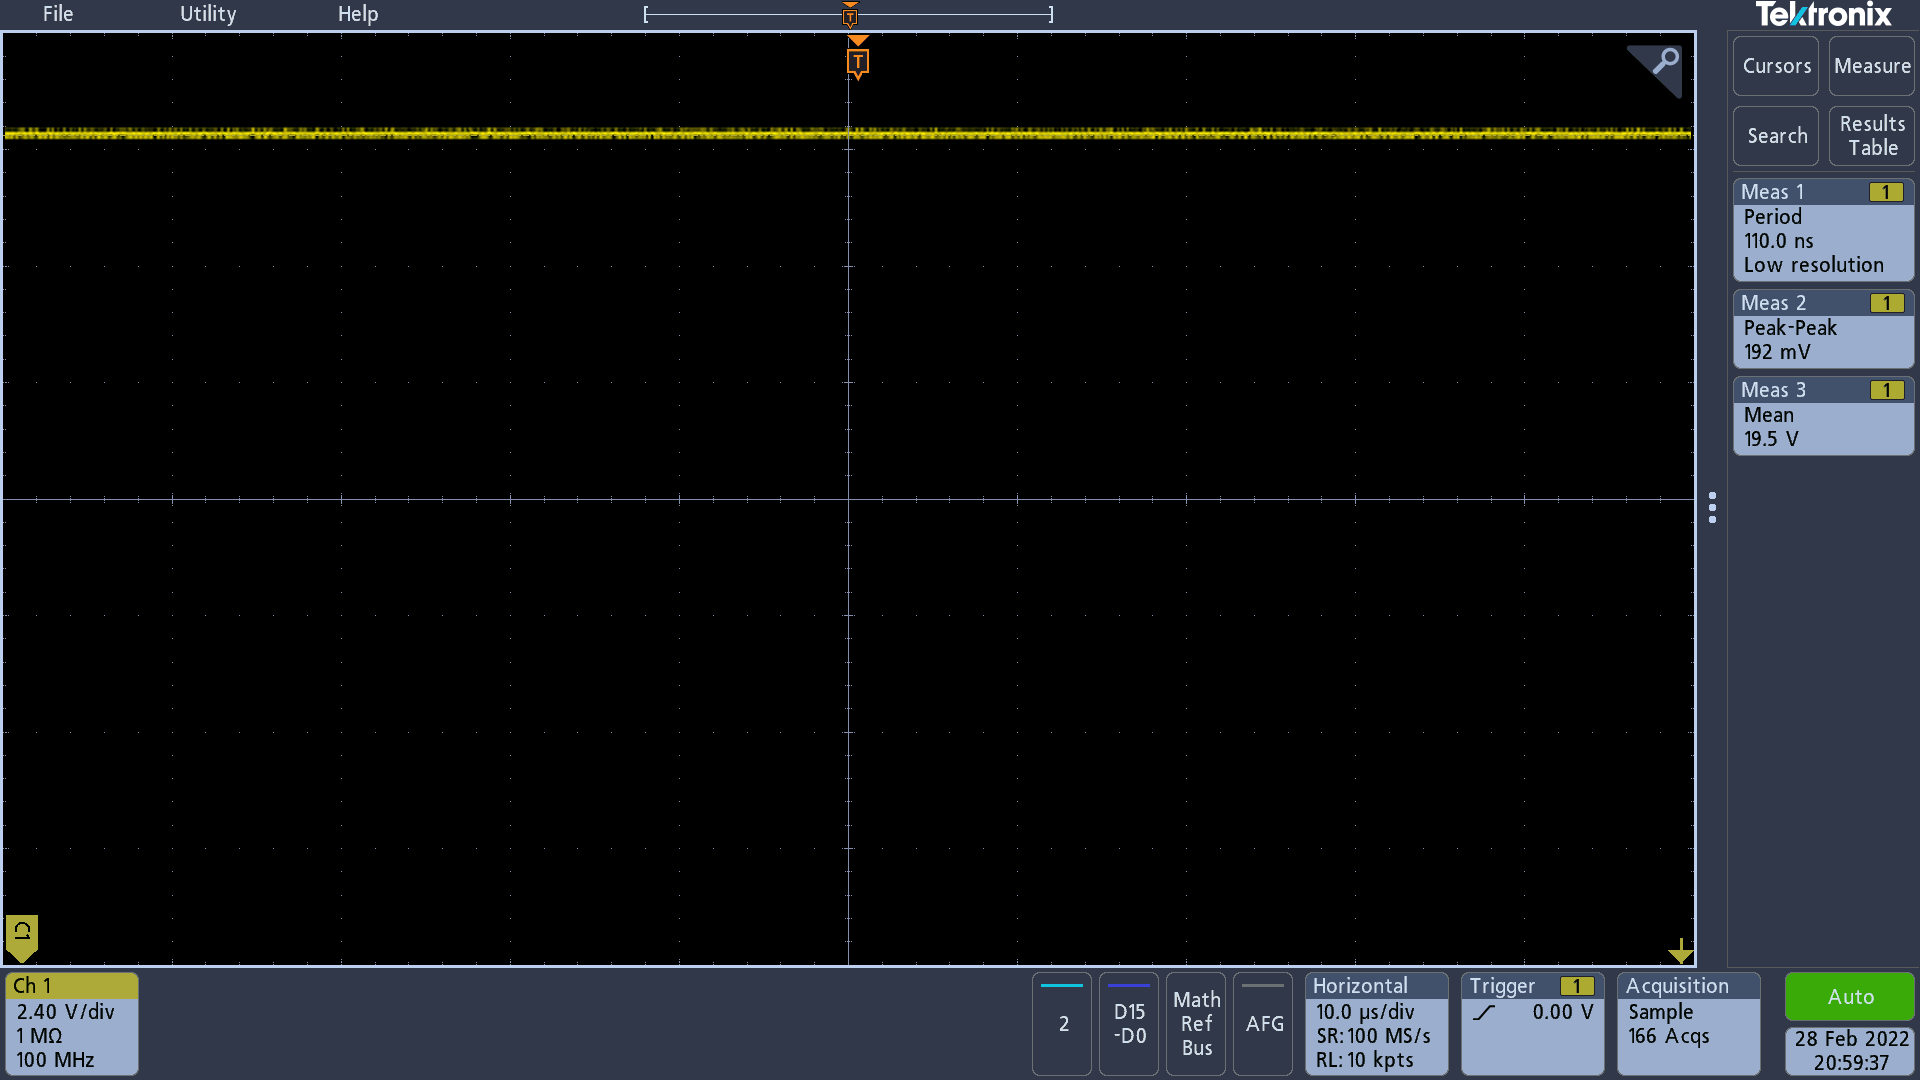 File Utility Help
T
Tektronix
T
Cursors Measure
Search Results Table
Meas 1 1
Period
110.0 ns
Low resolution
Meas 2 1
Peak-Peak
192 mV
Meas 3 1
Mean
19.5 V
C1
Ch 1
2.40 V/div
1 MΩ
100 MHz
2
D15
-D0
Math
Ref
Bus
AFG
Horizontal
10.0 µs/div
SR: 100 MS/s
RL: 10 kpts
Trigger 1
0.00 V
Acquisition
Sample
166 Acqs
Auto
28 Feb 2022
20:59:37